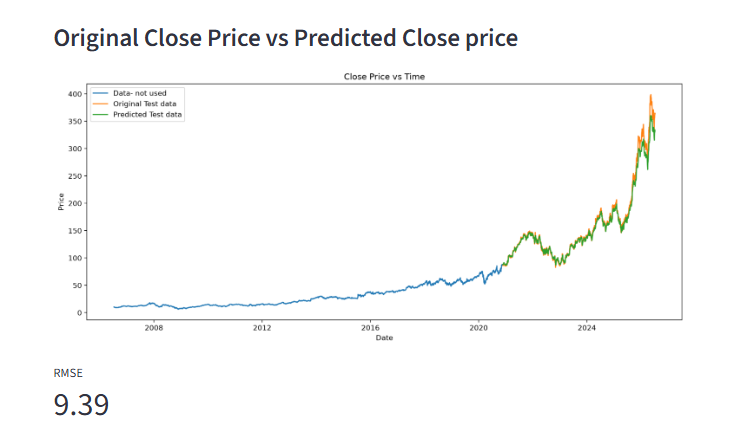 Original Close Price vs Predicted Close price
Close Price vs Time
Data- not used
Original Test data
Predicted Test data
400
350
300
250
200
150
100
50
0
Price
2008 2012 2016 2020 2024
Date
RMSE
9.39